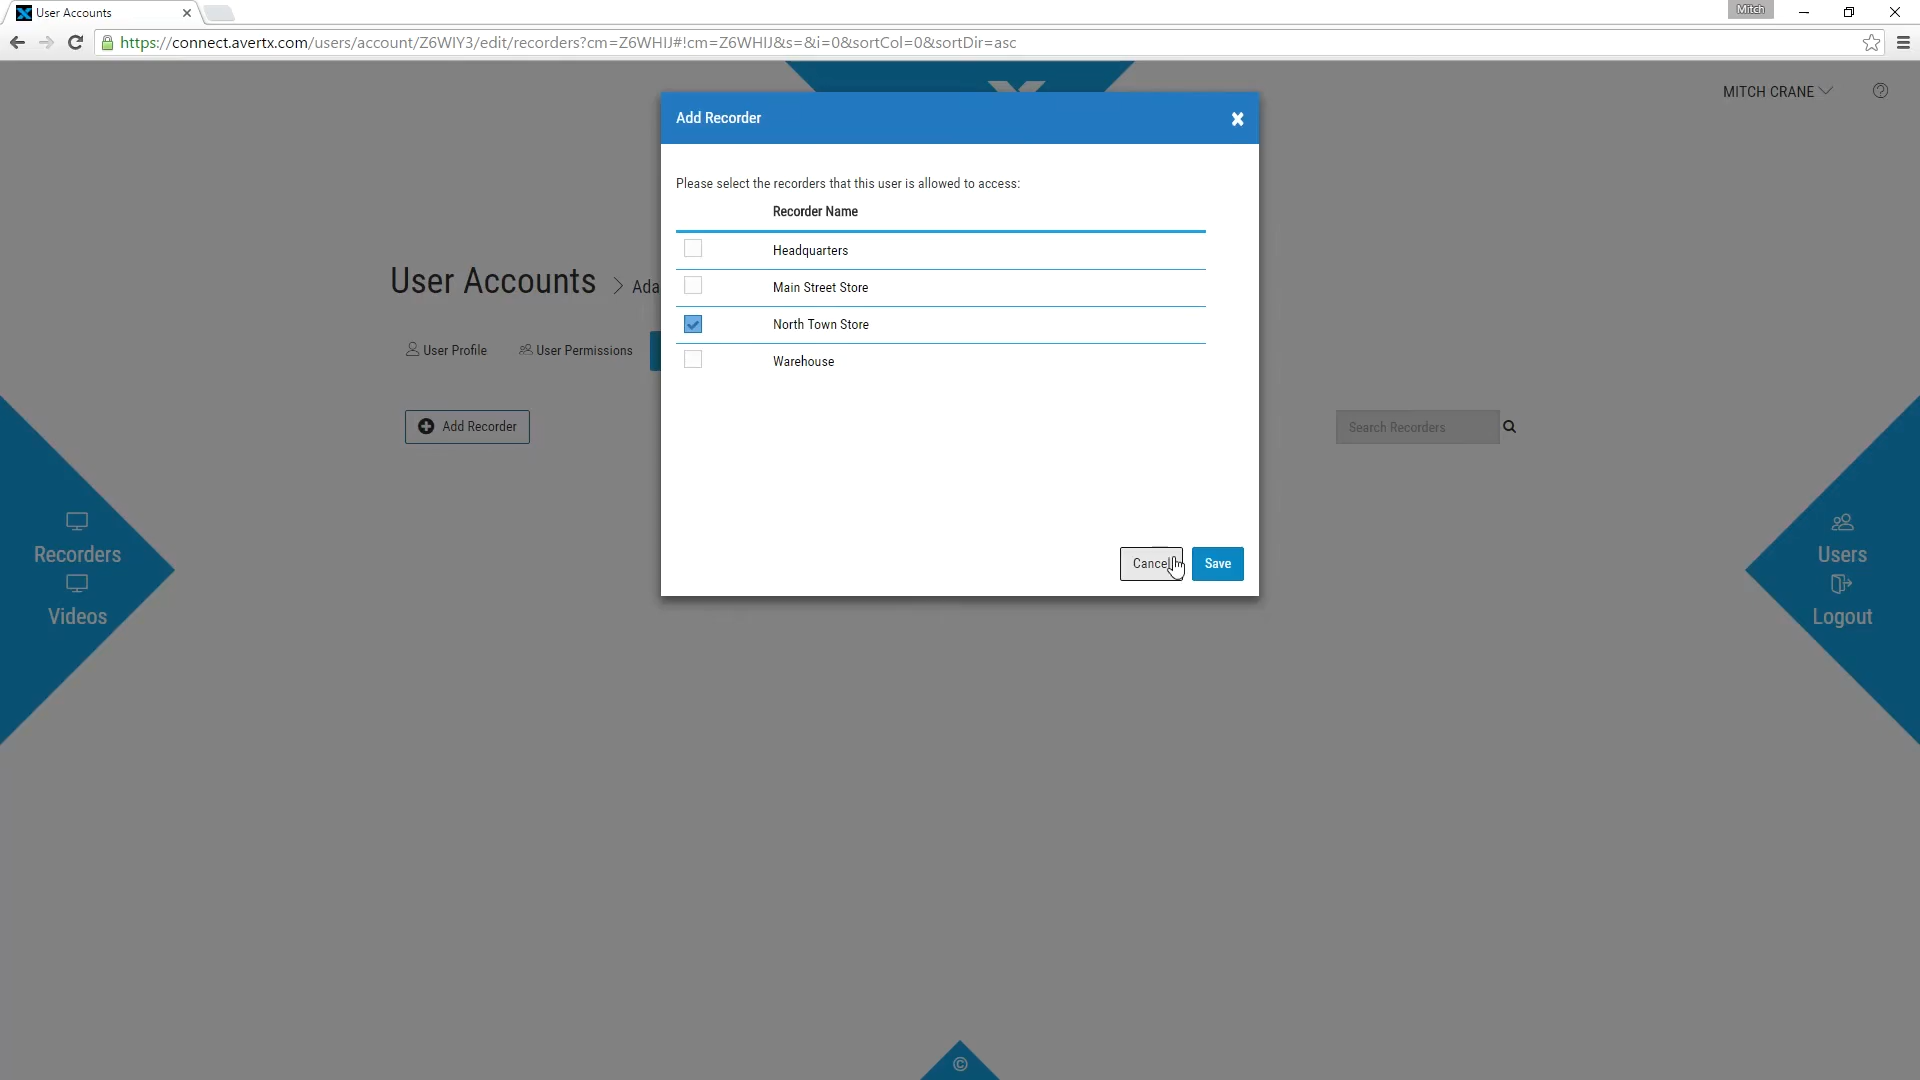 User Accounts
Mitch
https://connect.avertx.com/users/account/Z6WIY3/edit/recorders?cm=Z6WHIJ#!cm=Z6WHIJ&s=&i=0&sortCol=0&sortDir=asc
MITCH CRANE
Add Recorder
Please select the recorders that this user is allowed to access:
Recorder Name
Headquarters
Main Street Store
North Town Store
Warehouse
Cancel
Save
User Accounts > Ada
User Profile
User Permissions
Add Recorder
Search Recorders
Recorders
Videos
Users
Logout
©